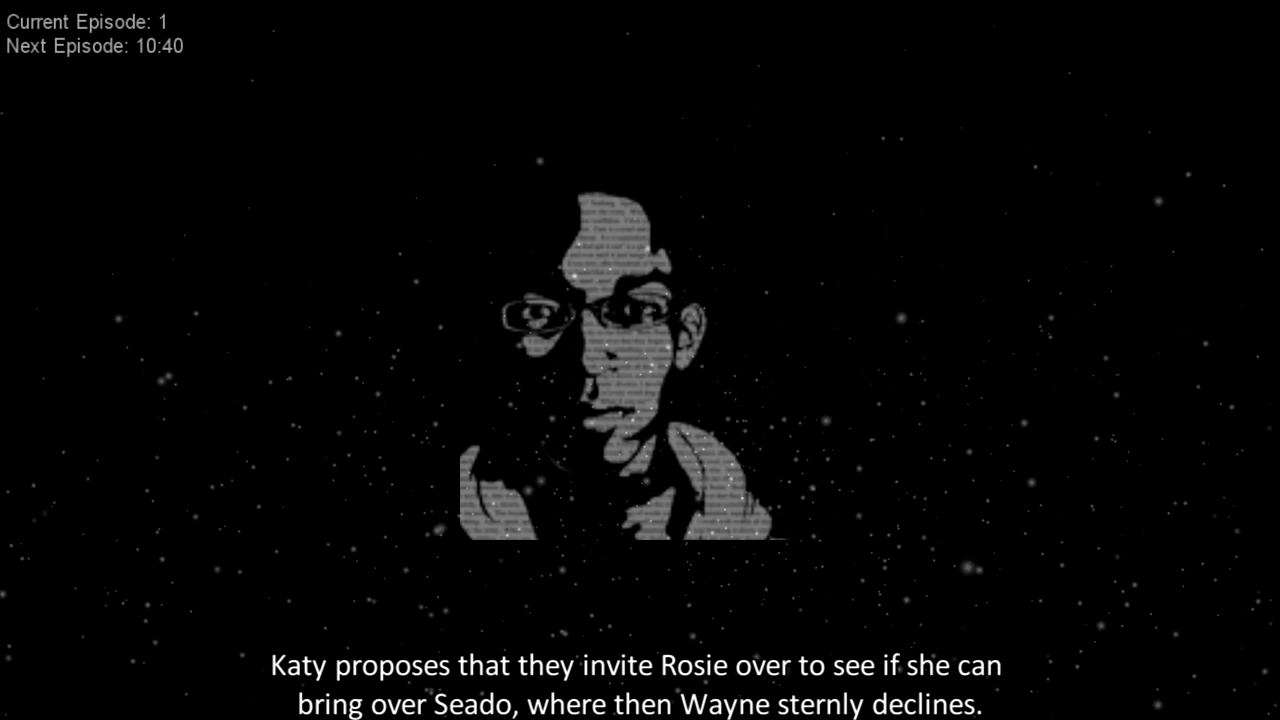 Current Episode: 1
Next Episode: 10:40
Katy proposes that they invite Rosie over to see if she can
bring over Seado, where then Wayne sternly declines.